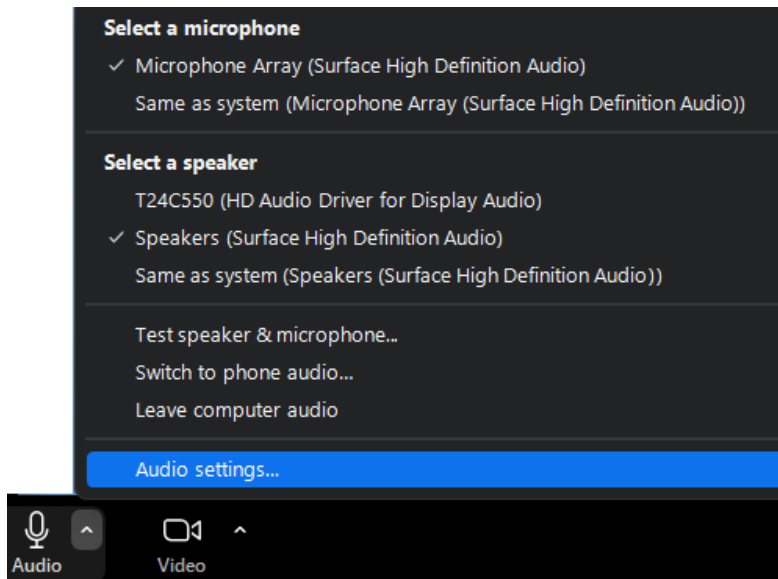 Select a microphone
Microphone Array (Surface High Definition Audio)
Same as system (Microphone Array (Surface High Definition Audio))
Select a speaker
T24C550 (HD Audio Driver for Display Audio)
Speakers (Surface High Definition Audio)
Same as system (Speakers (Surface High Definition Audio))
Test speaker & microphone...
Switch to phone audio...
Leave computer audio
Audio settings...
Audio Video